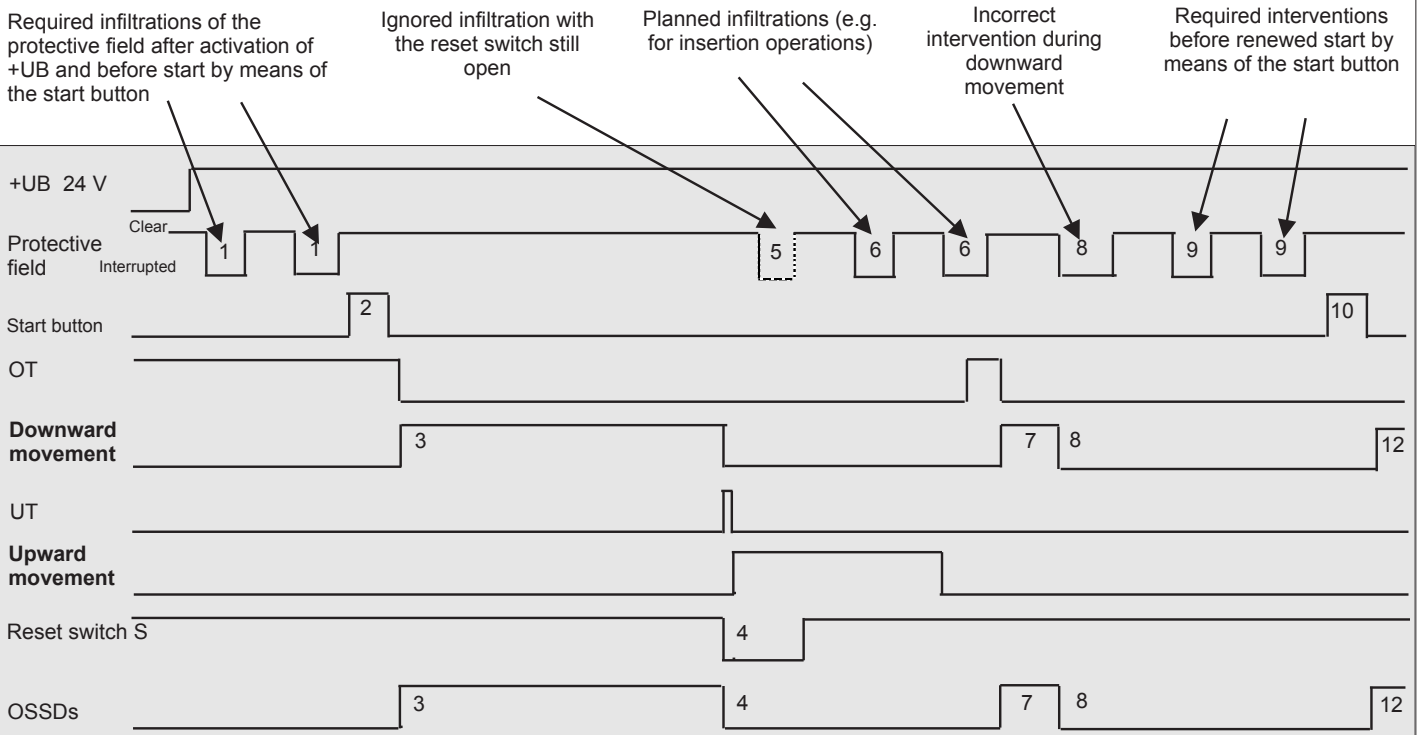 Required infiltrations of the
protective field after activation of
+UB and before start by means of
the start button
Ignored infiltration with
the reset switch still
open
Planned infiltrations (e.g.
for insertion operations)
Incorrect
intervention during
downward
movement
Required interventions
before renewed start by
means of the start button
+UB 24 V
Clear
Protective
field
Interrupted
1
1
5
6
6
8
9
9
Start button
2
10
OT
Downward
movement
3
7
8
12
UT
Upward
movement
Reset switch S
4
OSSDs
3
4
7
8
12